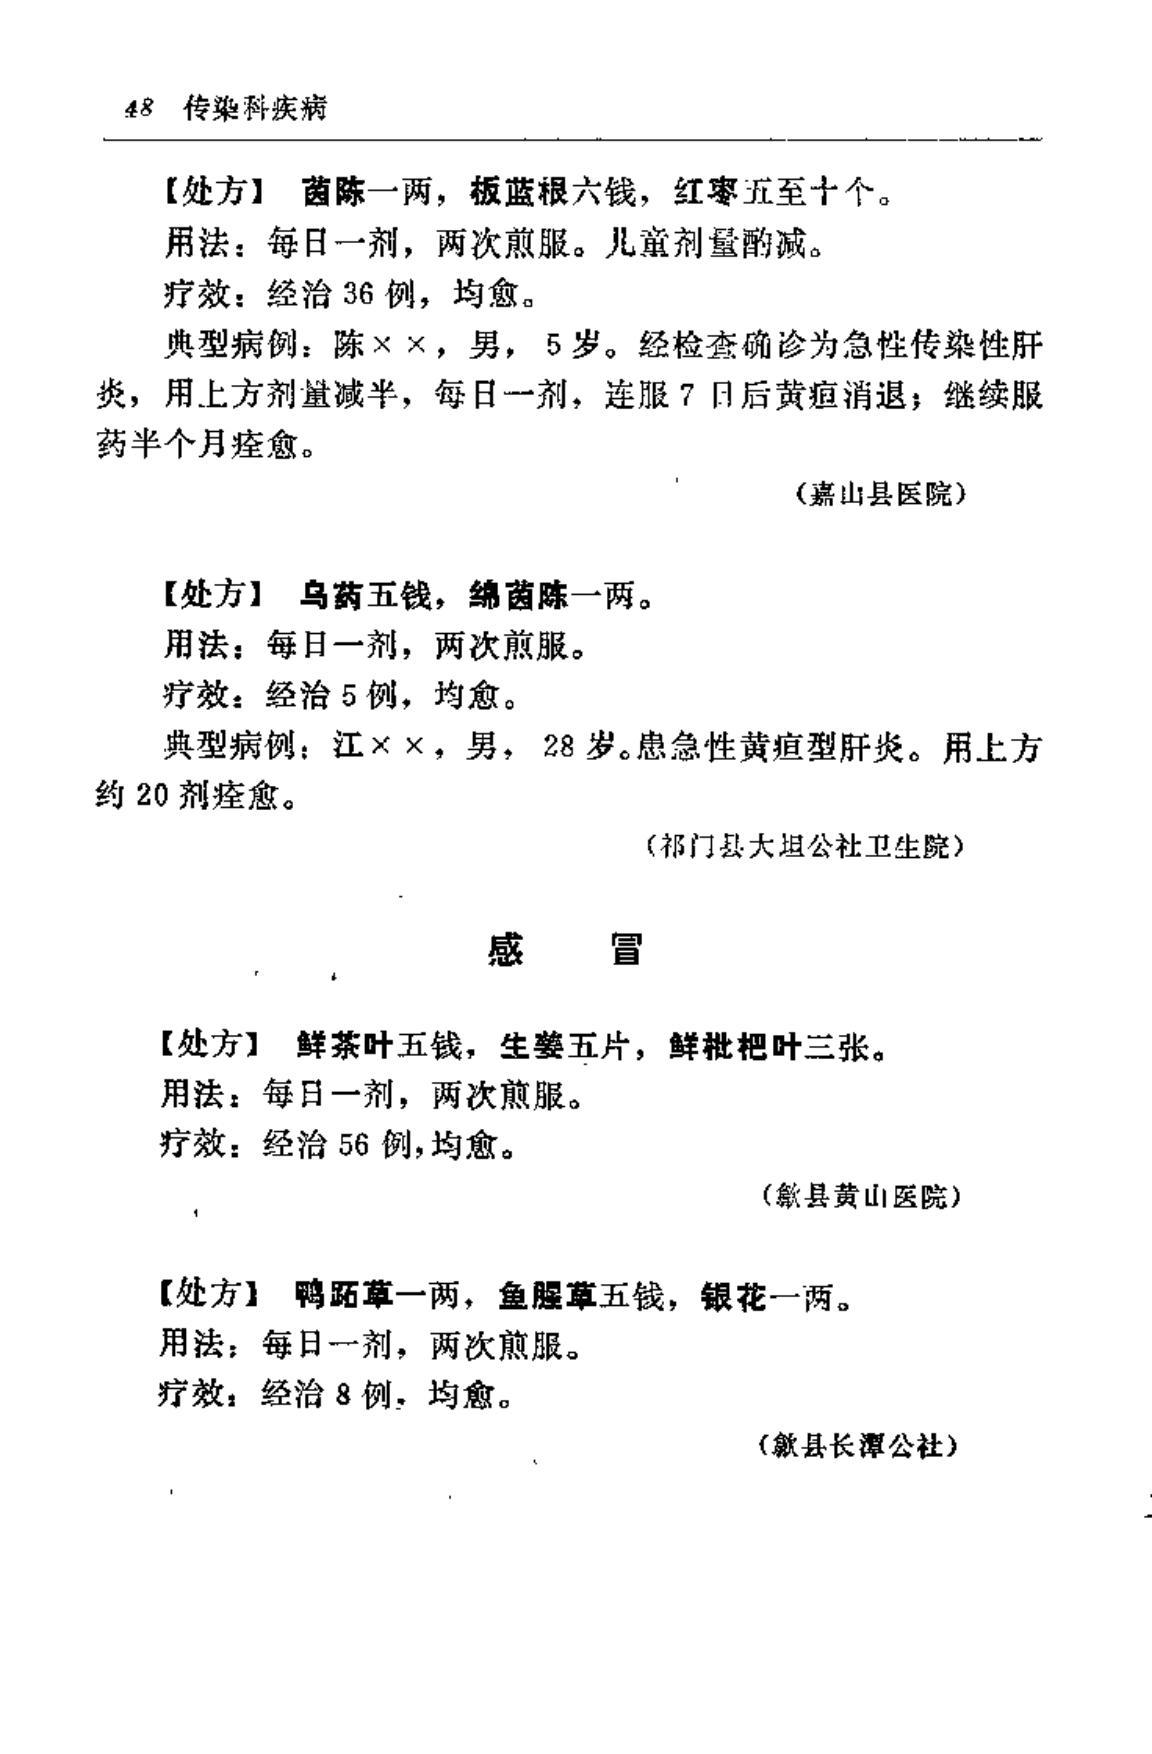 48 传染科疾病
【处方】 茵陈一两，板蓝根六钱，红枣五至十个。
用法：每日一剂，两次煎服。儿童剂量酌减。
疗效：经治 36 例，均愈。
典型病例：陈××，男，5 岁。经检查确诊为急性传染性肝
炎，用上方剂量减半，每日一剂，连服 7 日后黄疸消退；继续服
药半个月痊愈。
（嘉山县医院）
【处方】 乌药五钱，绵茵陈一两。
用法：每日一剂，两次煎服。
疗效：经治 5 例，均愈。
典型病例：江××，男，28 岁。患急性黄疸型肝炎。用上方
约 20 剂痊愈。
（祁门县大坦公社卫生院）
感 冒
【处方】 鲜茶叶五钱，生姜五片，鲜枇杷叶三张。
用法：每日一剂，两次煎服。
疗效：经治 56 例，均愈。
（歙县黄山医院）
【处方】 鸭跖草一两，鱼腥草五钱，银花一两。
用法：每日一剂，两次煎服。
疗效：经治 8 例，均愈。
（歙县长潭公社）